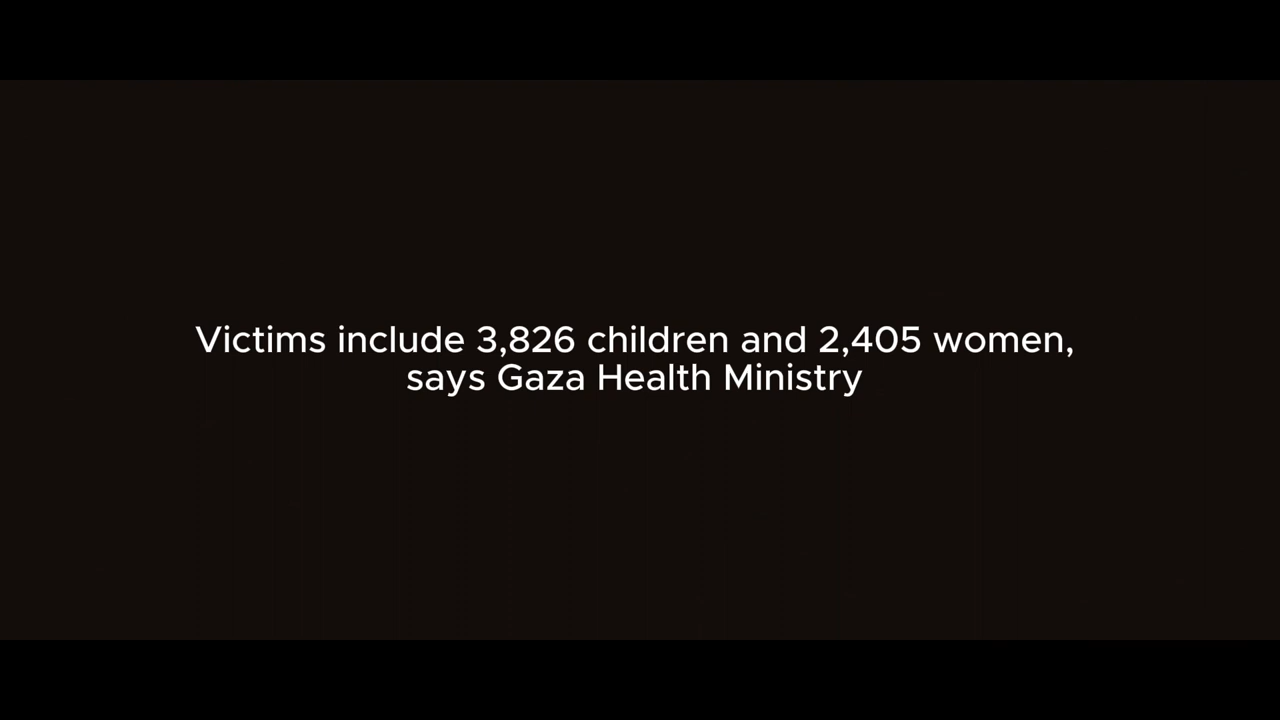 Victims include 3,826 children and 2,405 women,
says Gaza Health Ministry